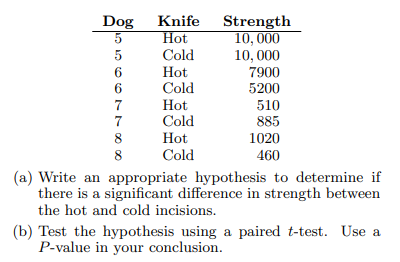 Dog Knife Strength
5 Hot 10,000
5 Cold 10,000
6 Hot 7900
6 Cold 5200
7 Hot 510
7 Cold 885
8 Hot 1020
8 Cold 460
(a) Write an appropriate hypothesis to determine if
there is a significant difference in strength between
the hot and cold incisions.
(b) Test the hypothesis using a paired t-test. Use a
P-value in your conclusion.